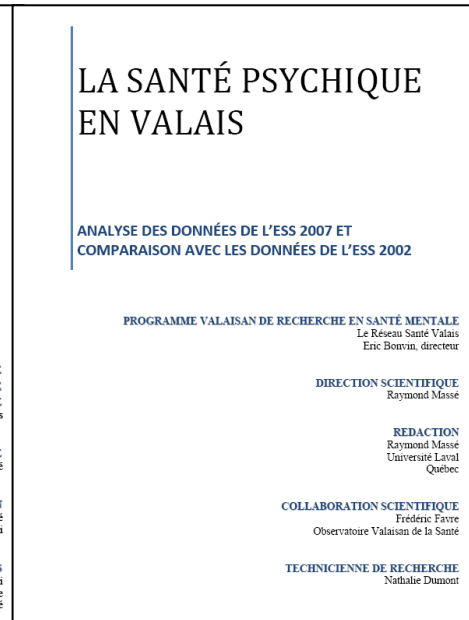 LA SANTÉ PSYCHIQUE
EN VALAIS
ANALYSE DES DONNÉES DE L'ESS 2007 ET
COMPARAISON AVEC LES DONNÉES DE L'ESS 2002
PROGRAMME VALAISAN DE RECHERCHE EN SANTÉ MENTALE
Le Réseau Santé Valais
Eric Bonvin, directeur
DIRECTION SCIENTIFIQUE
Raymond Massé
REDACTION
Raymond Massé
Université Laval
Québec
COLLABORATION SCIENTIFIQUE
Frédéric Favre
Observatoire Valaisan de la Santé
TECHNICIENNE DE RECHERCHE
Nathalie Dumont